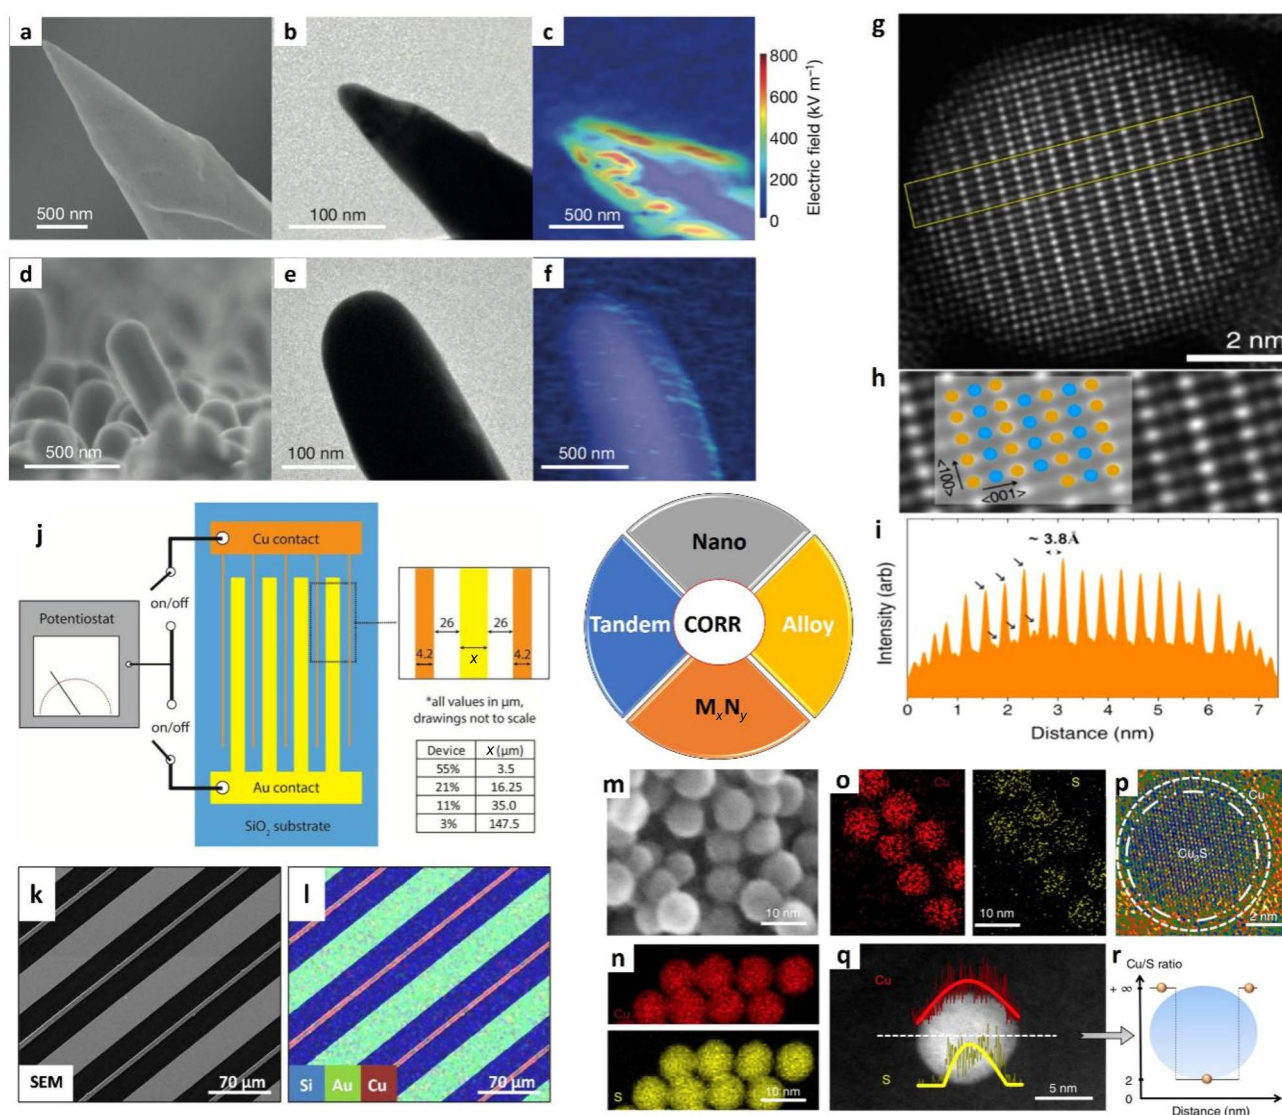 a
500 nm
b
100 nm
c
500 nm
800
600
400
200
0
Electric field (kV m⁻¹)
d
500 nm
e
100 nm
f
500 nm
g
2 nm
h
<100>
<001>
i
~ 3.8Å
Intensity (arb)
0 1 2 3 4 5 6 7
Distance (nm)
j
Cu contact
on/off
Potentiostat
on/off
Au contact
SiO₂ substrate
26 26
4.2 x 4.2
*all values in µm,
drawings not to scale
Device x (µm)
55% 3.5
21% 16.25
11% 35.0
3% 147.5
Nano
Tandem
CORR
Alloy
MₓNᵧ
k
SEM
70 µm
l
Si Au Cu
70 µm
m
10 nm
n
Cu
S
10 nm
o
Cu
S
10 nm
p
Cu
Cu₂S
2 nm
q
Cu
S
5 nm
r
Cu/S ratio
+ ∞
2
0
Distance (nm)